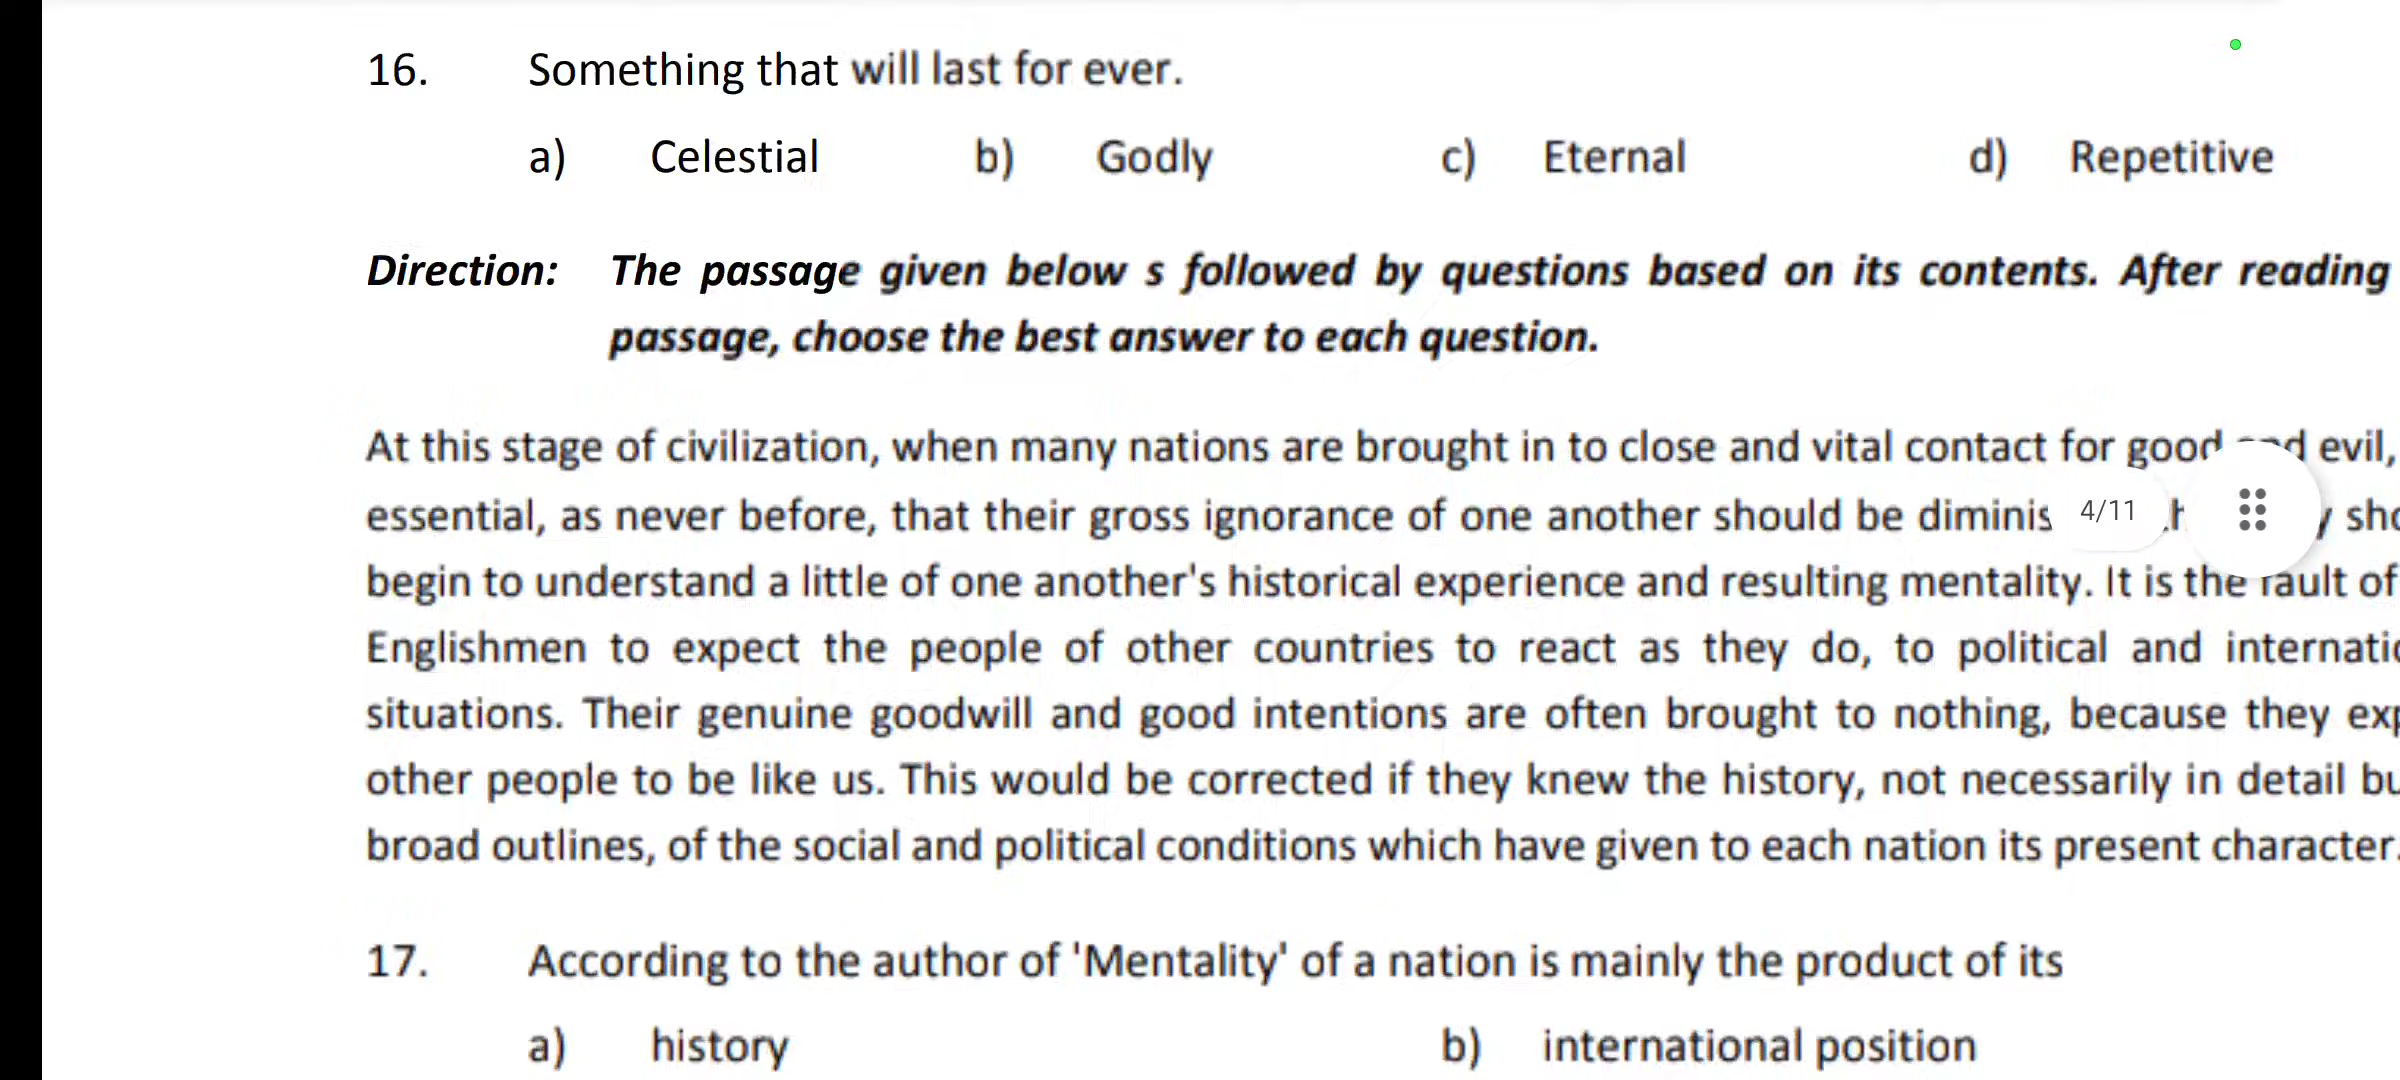 16. Something that will last for ever.
a) Celestial b) Godly c) Eternal d) Repetitive
Direction: The passage given below s followed by questions based on its contents. After reading
passage, choose the best answer to each question.
At this stage of civilization, when many nations are brought in to close and vital contact for good evil,
essential, as never before, that their gross ignorance of one another should be
4/11
begin to understand a little of one another's historical experience and resulting mentality. It is the fault of
Englishmen to expect the people of other countries to react as they do, to political and
situations. Their genuine goodwill and good intentions are often brought to nothing, because they
other people to be like us. This would be corrected if they knew the history, not necessarily in detail
broad outlines, of the social and political conditions which have given to each nation its present character.
17. According to the author of 'Mentality' of a nation is mainly the product of its
a) history b) international position